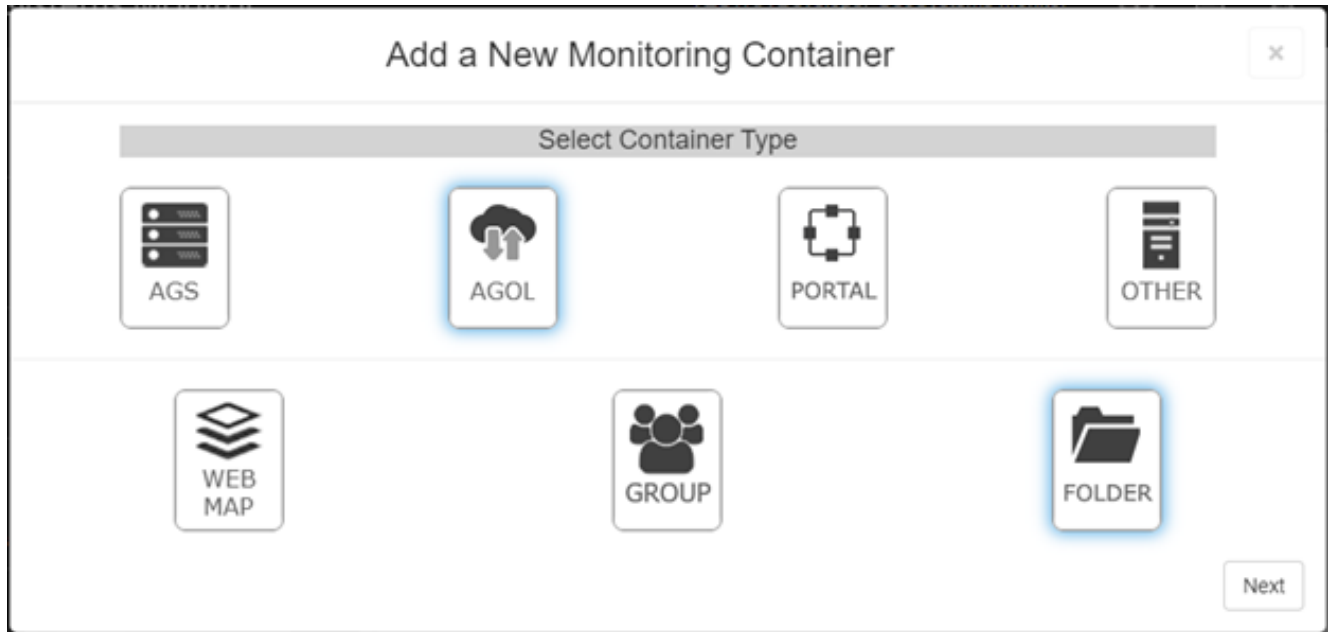 Add a New Monitoring Container
×
Select Container Type
AGS
AGOL
PORTAL
OTHER
WEB
MAP
GROUP
FOLDER
Next